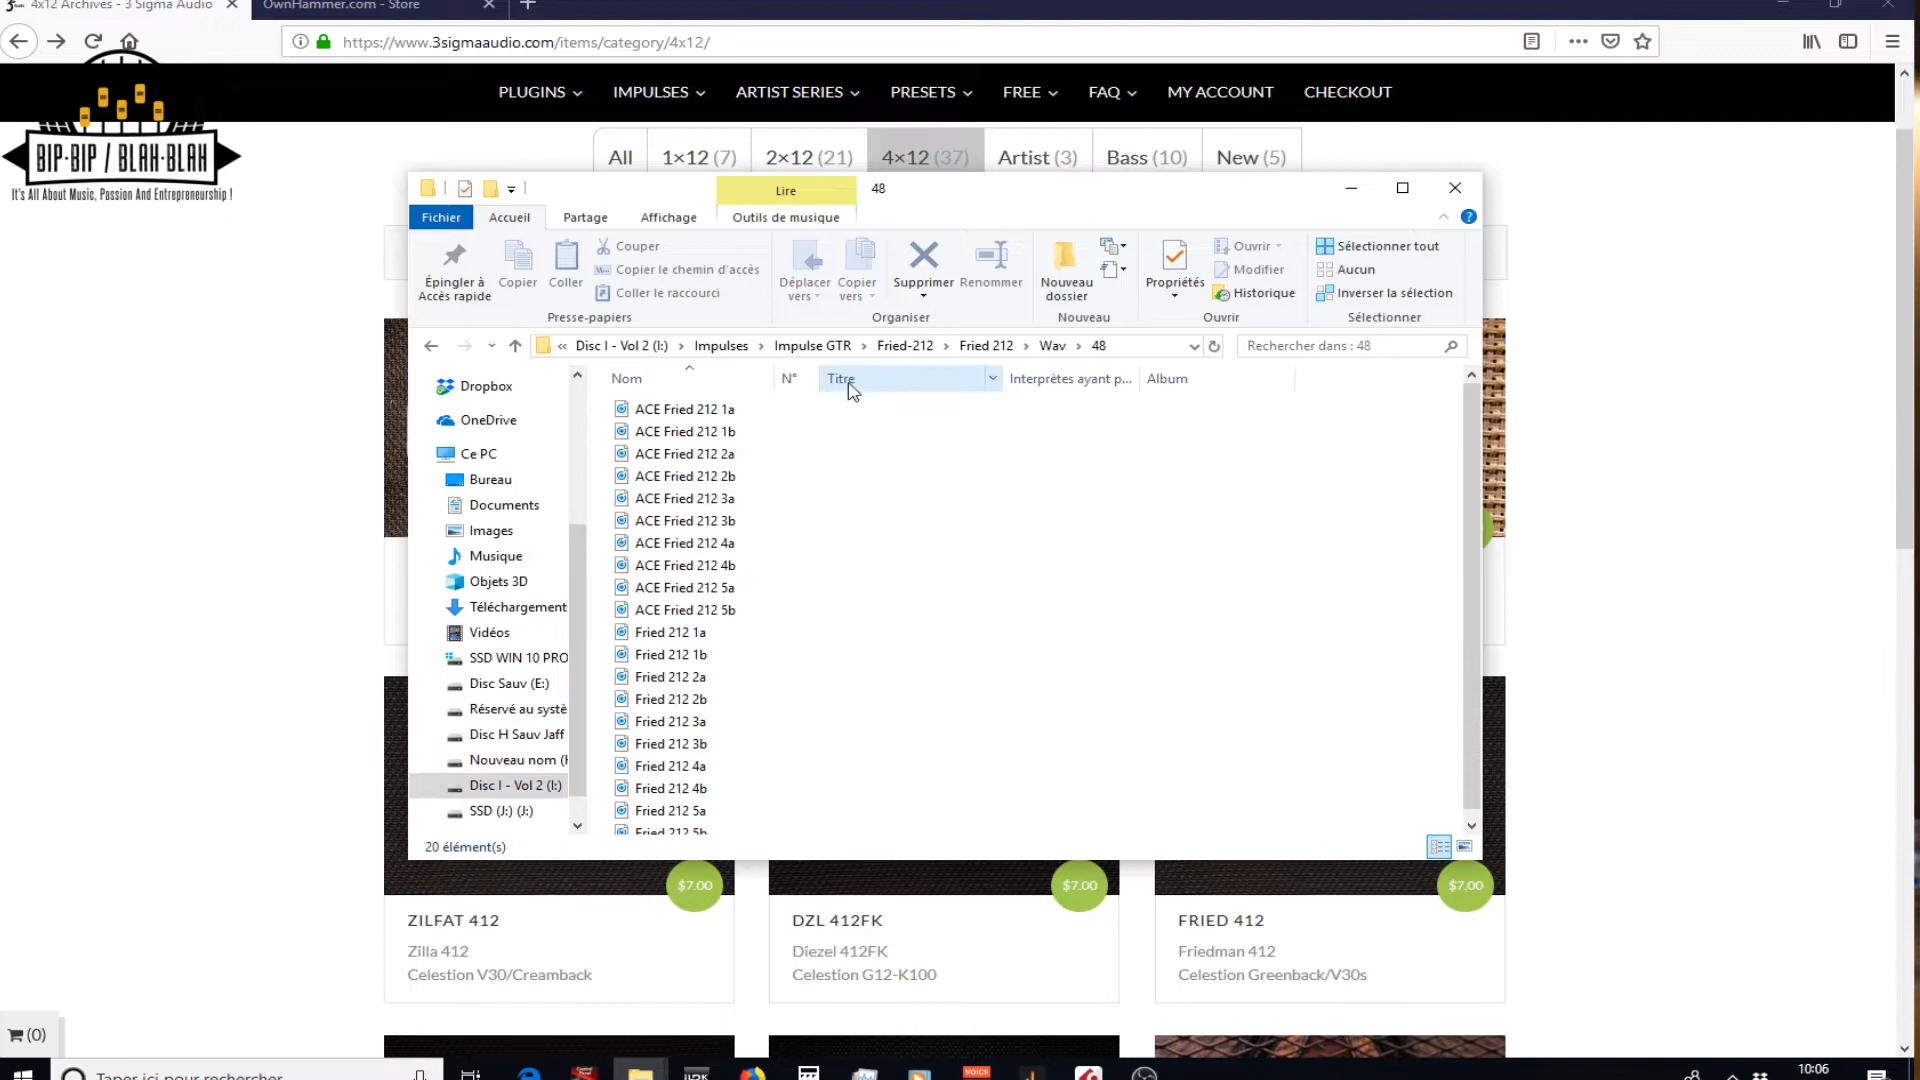 4x12 Archives - 3 Sigma Audio
OwnHammer.com - Store
https://www.3sigmaaudio.com/items/category/4x12/
PLUGINS IMPULSES ARTIST SERIES PRESETS FREE FAQ MY ACCOUNT CHECKOUT
BIP-BIP / BLAH-BLAH
It's All About Music, Passion And Entrepreneurship !
All 1×12 (7) 2×12 (21) 4×12 (37) Artist (3) Bass (10) New (5)
Lire 48
Fichier Accueil Partage Affichage Outils de musique
Épingler à Accès rapide
Copier
Coller
Couper
Copier le chemin d'accès
Coller le raccourci
Déplacer vers
Copier vers
Supprimer
Renommer
Nouveau dossier
Propriétés
Ouvrir
Modifier
Historique
Sélectionner tout
Aucun
Inverser la sélection
Presse-papiers Organiser Nouveau Ouvrir Sélectionner
« Disc I - Vol 2 (I:) > Impulses > Impulse GTR > Fried-212 > Fried 212 > Wav > 48
Rechercher dans : 48
Nom N° Titre Interprètes ayant p... Album
Dropbox
OneDrive
Ce PC
Bureau
Documents
Images
Musique
Objets 3D
Téléchargement
Vidéos
SSD WIN 10 PRO
Disc Sauv (E:)
Réservé au systè
Disc H Sauv Jaff
Nouveau nom (
Disc I - Vol 2 (I:)
SSD (J:) (J:)
ACE Fried 212 1a
ACE Fried 212 1b
ACE Fried 212 2a
ACE Fried 212 2b
ACE Fried 212 3a
ACE Fried 212 3b
ACE Fried 212 4a
ACE Fried 212 4b
ACE Fried 212 5a
ACE Fried 212 5b
Fried 212 1a
Fried 212 1b
Fried 212 2a
Fried 212 2b
Fried 212 3a
Fried 212 3b
Fried 212 4a
Fried 212 4b
Fried 212 5a
Fried 212 5b
20 élément(s)
$7.00 $7.00 $7.00
ZILFAT 412
Zilla 412
Celestion V30/Creamback
DZL 412FK
Diezel 412FK
Celestion G12-K100
FRIED 412
Friedman 412
Celestion Greenback/V30s
(0)
Taper ici pour rechercher
VOICE
10:06